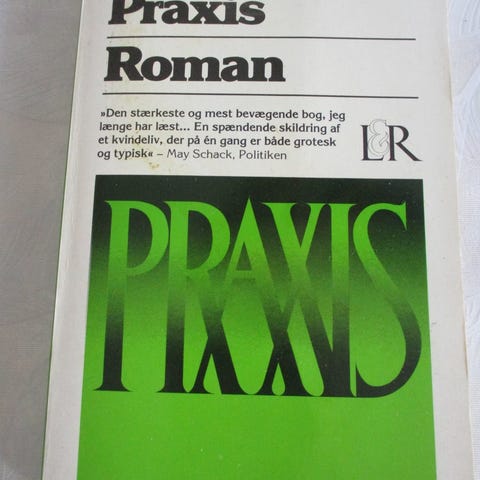 Praxis
Roman
»Den stærkeste og mest bevægende bog, jeg
længe har læst... En spændende skildring af
et kvindeliv, der på én gang er både grotesk
og typisk« – May Schack, Politiken
L&R
PRAXIS